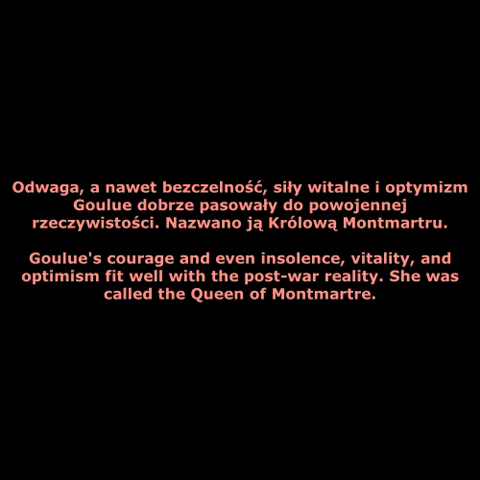 Odwaga, a nawet bezczelność, siły witalne i optymizm
Goulue dobrze pasowały do powojennej
rzeczywistości. Nazwano ją Królową Montmartru.
Goulue's courage and even insolence, vitality, and
optimism fit well with the post-war reality. She was
called the Queen of Montmartre.